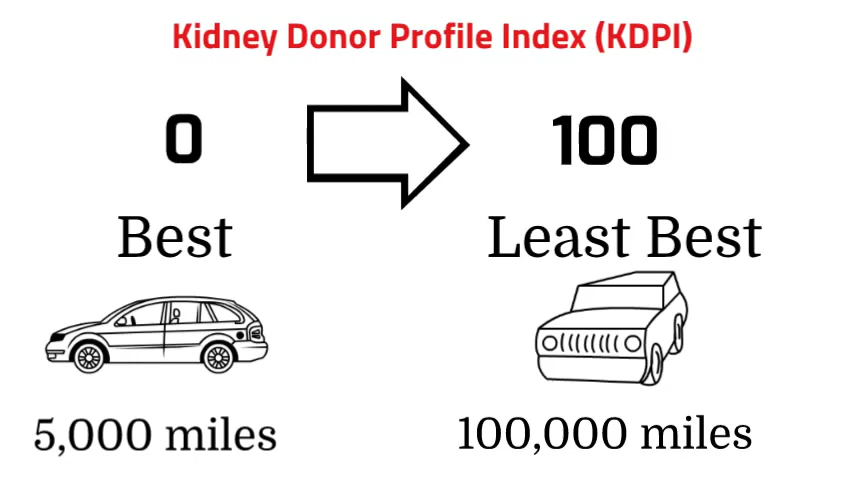 Kidney Donor Profile Index (KDPI)
0 100
Best Least Best
5,000 miles 100,000 miles